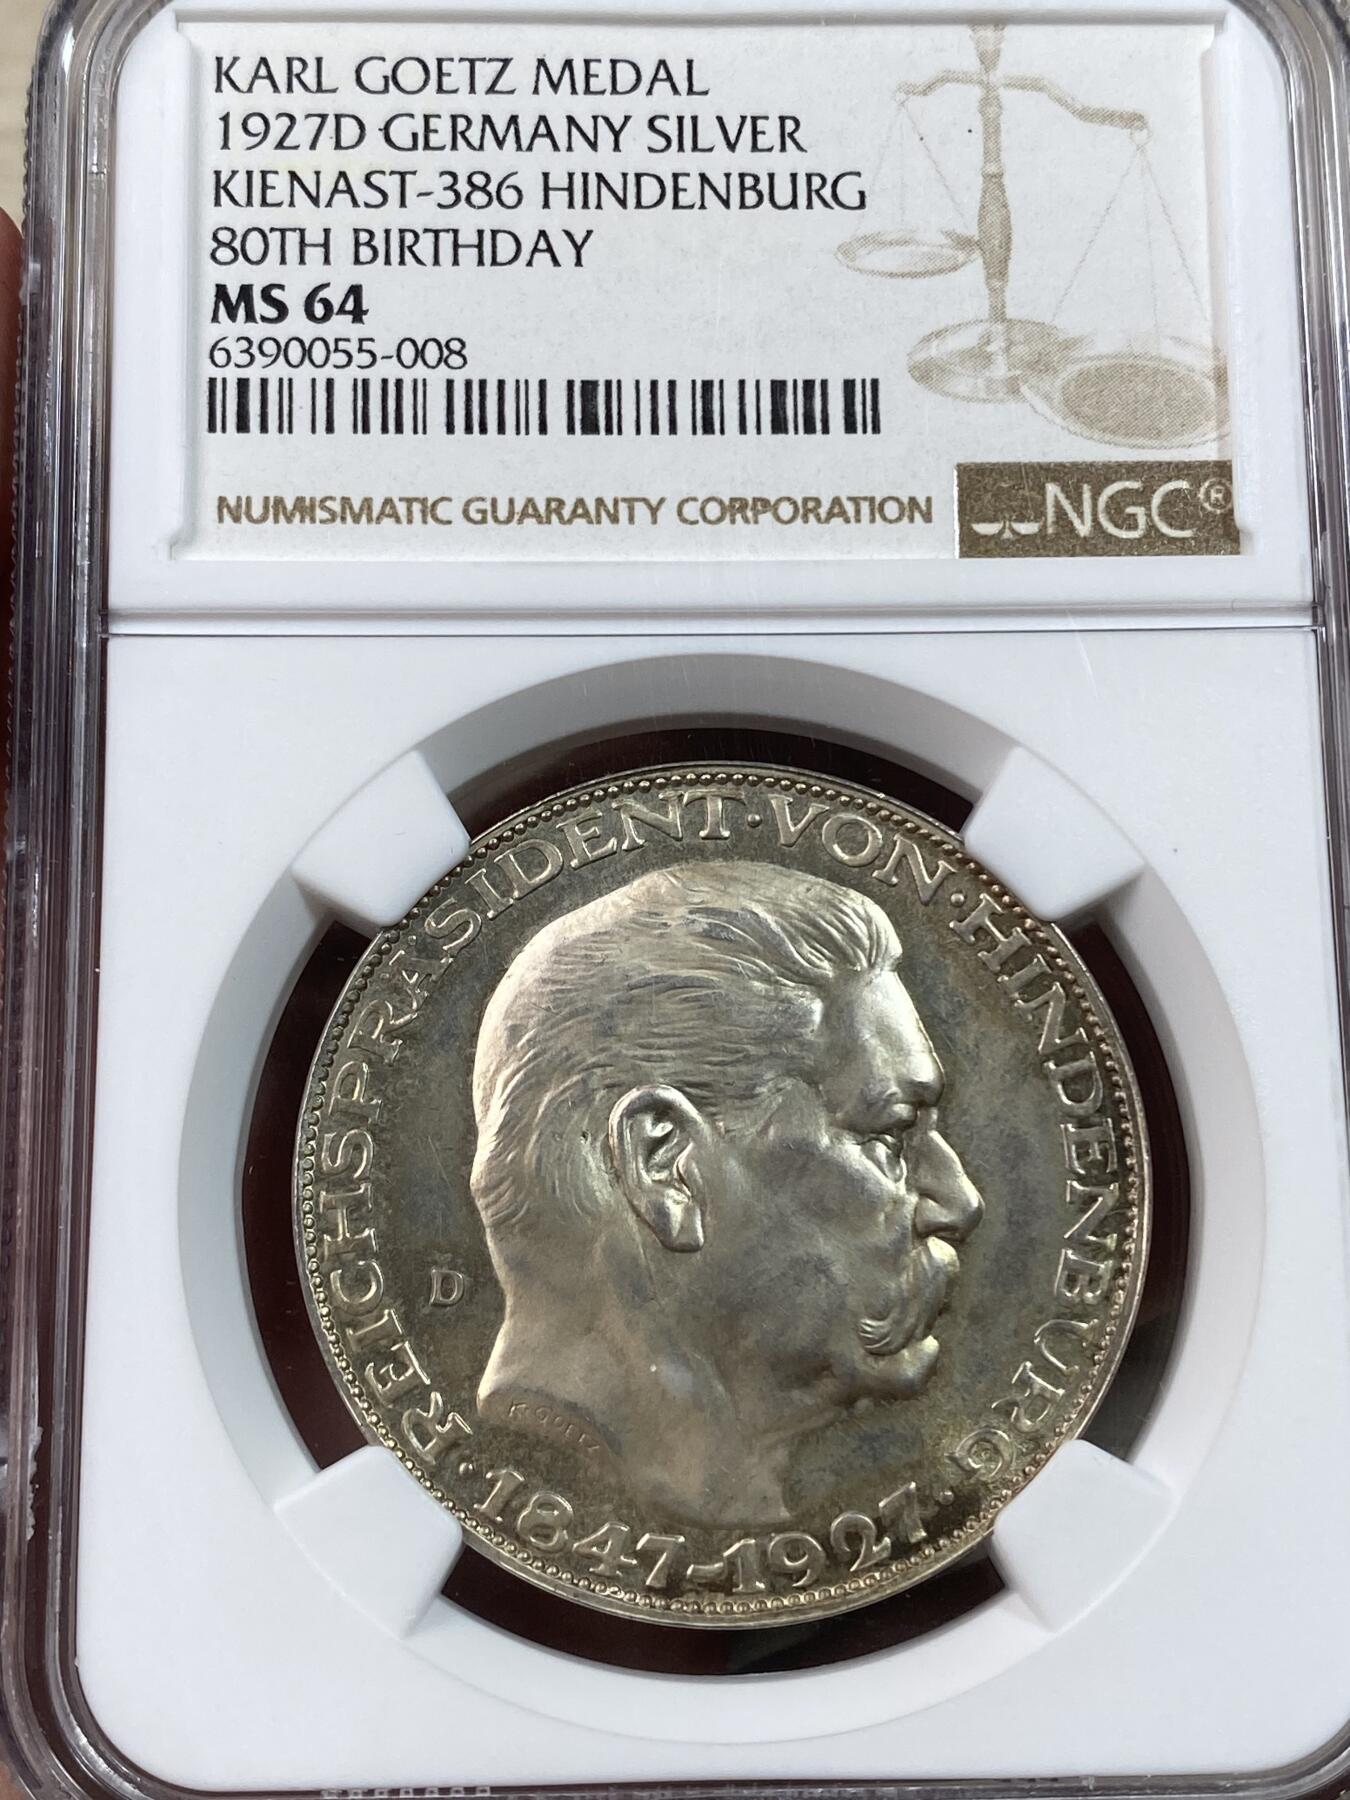 KARL GOETZ MEDAL
1927D GERMANY SILVER
KIENAST-386 HINDENBURG
80TH BIRTHDAY
MS 64
6390055-008
NUMISMATIC GUARANTY CORPORATION
NGC®
REICHSPRÄSIDENT·VON·HINDENBURG
D
K·GOETZ
·1847-1927·